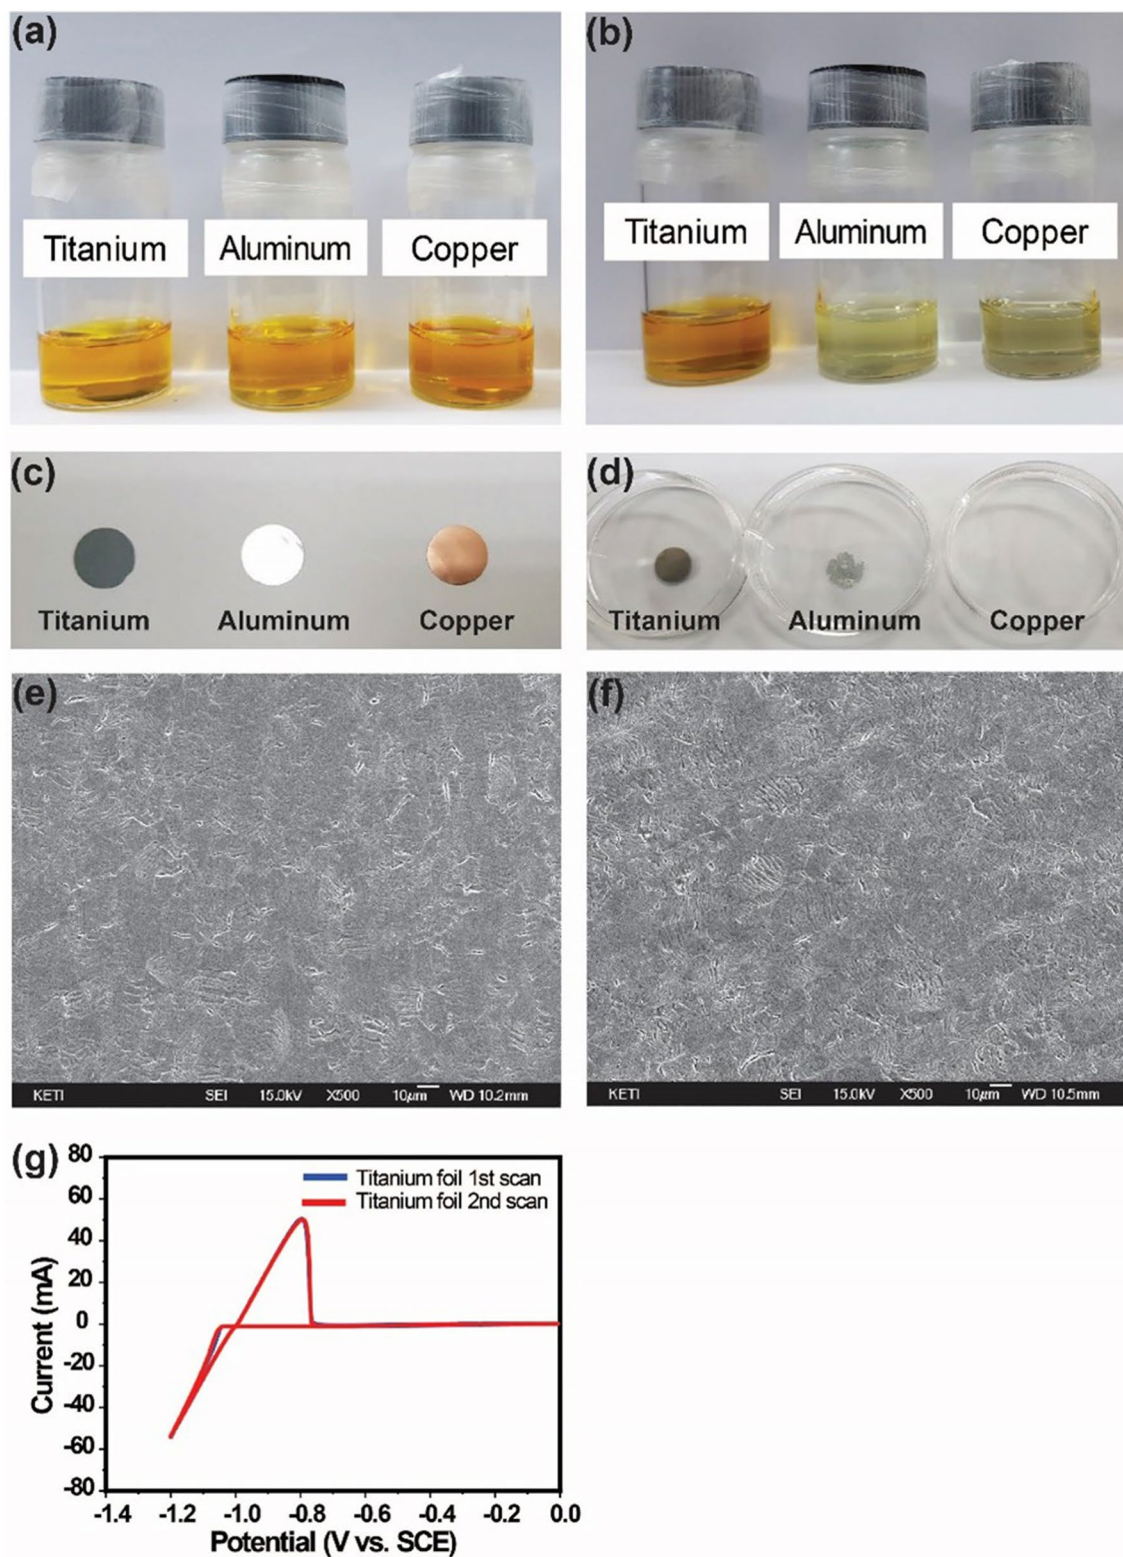 (a)
Titanium Aluminum Copper
(b)
Titanium Aluminum Copper
(c)
Titanium Aluminum Copper
(d)
Titanium Aluminum Copper
(e)
KETI SEI 15.0kV X500 10μm WD 10.2mm
(f)
KETI SEI 15.0kV X500 10μm WD 10.5mm
(g)
Titanium foil 1st scan
Titanium foil 2nd scan
80
60
40
20
0
-20
-40
-60
-80
Current (mA)
-1.4 -1.2 -1.0 -0.8 -0.6 -0.4 -0.2 0.0
Potential (V vs. SCE)